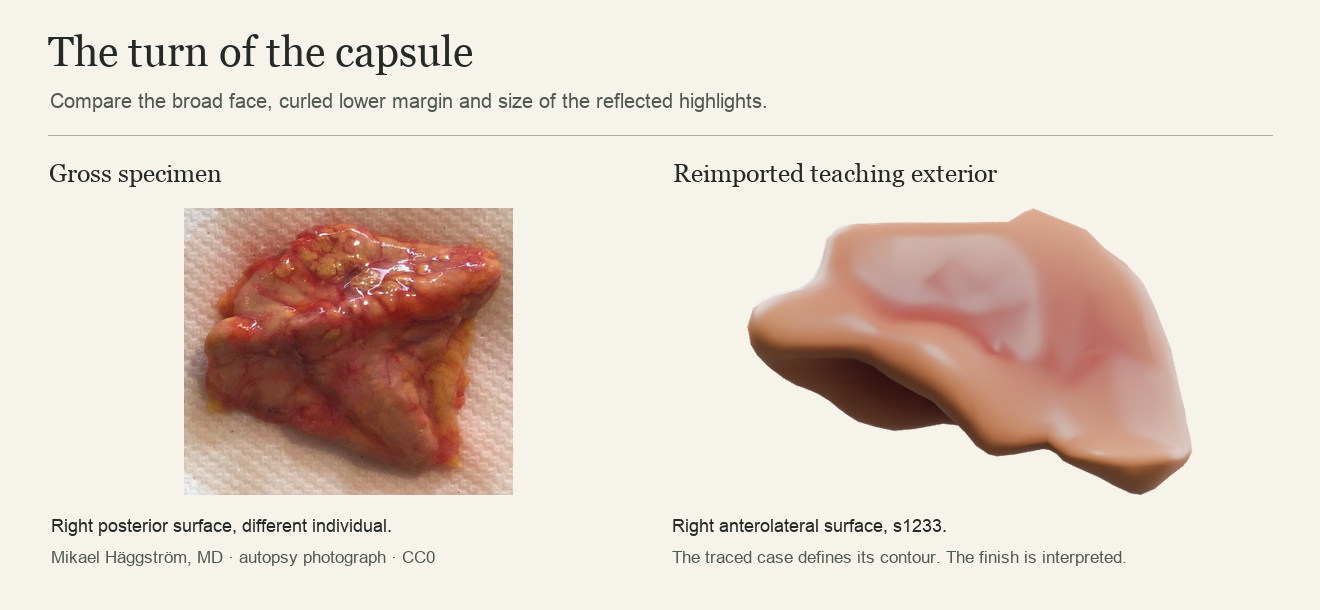 The turn of the capsule
Compare the broad face, curled lower margin and size of the reflected highlights.
Gross specimen
Reimported teaching exterior
Right posterior surface, different individual.
Mikael Häggström, MD · autopsy photograph · CC0
Right anterolateral surface, s1233.
The traced case defines its contour. The finish is interpreted.